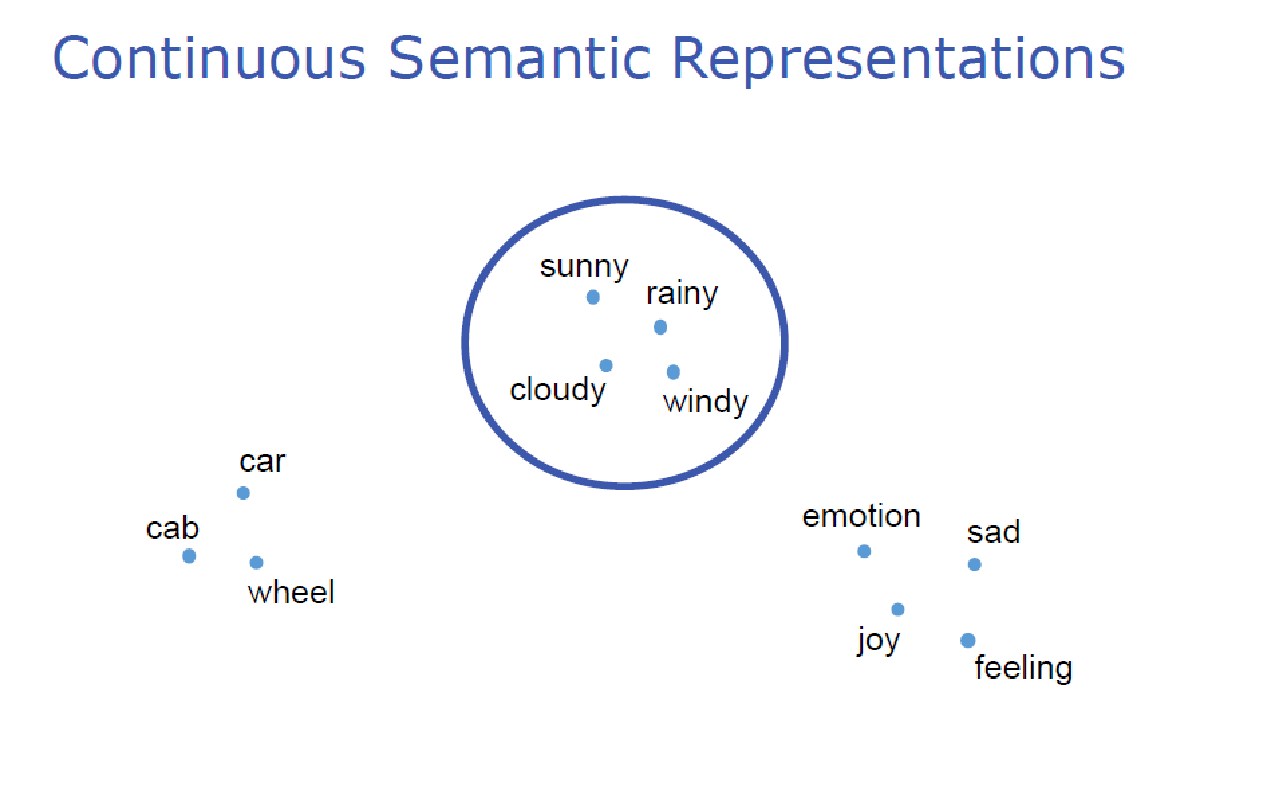 Continuous Semantic Representations
sunny
rainy
cloudy
windy
car
cab
wheel
emotion
sad
joy
feeling